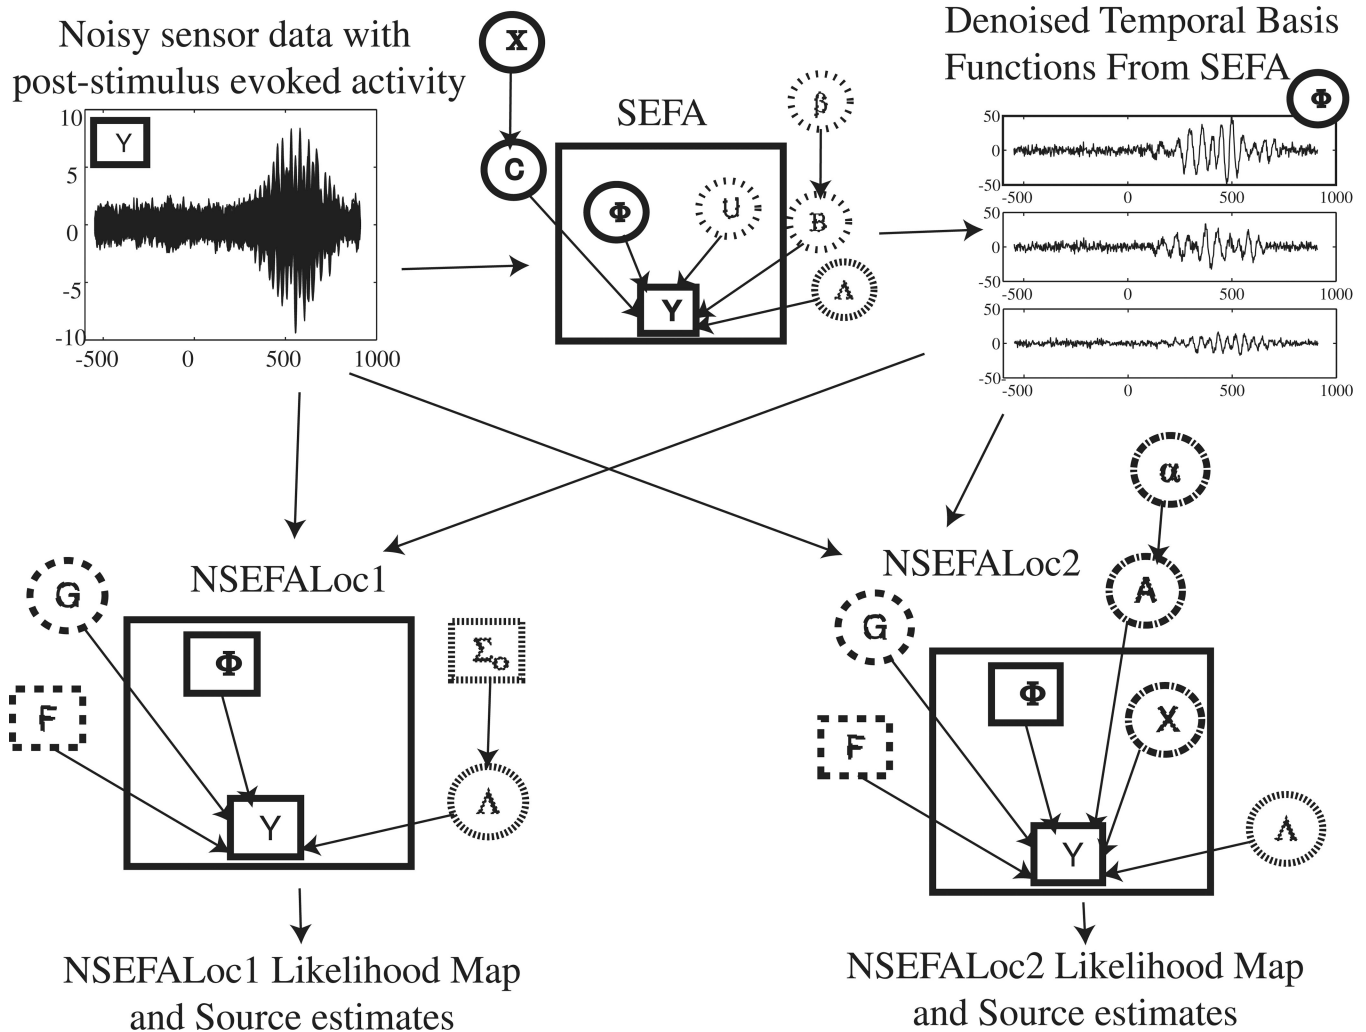 Noisy sensor data with
post-stimulus evoked activity
10
5
0
-5
-10
-500 0 500 1000
Y
X
C
SEFA
Φ
U
β
B
Λ
Y
Denoised Temporal Basis
Functions From SEFA
Φ
50
0
-50
-500 0 500 1000
50
0
-50
-500 0 500 1000
50
0
-50
-500 0 500 1000
NSEFALoc1
G
F
Φ
Σo
Λ
Y
NSEFALoc1 Likelihood Map
and Source estimates
NSEFALoc2
α
A
G
F
Φ
X
Λ
Y
NSEFALoc2 Likelihood Map
and Source estimates